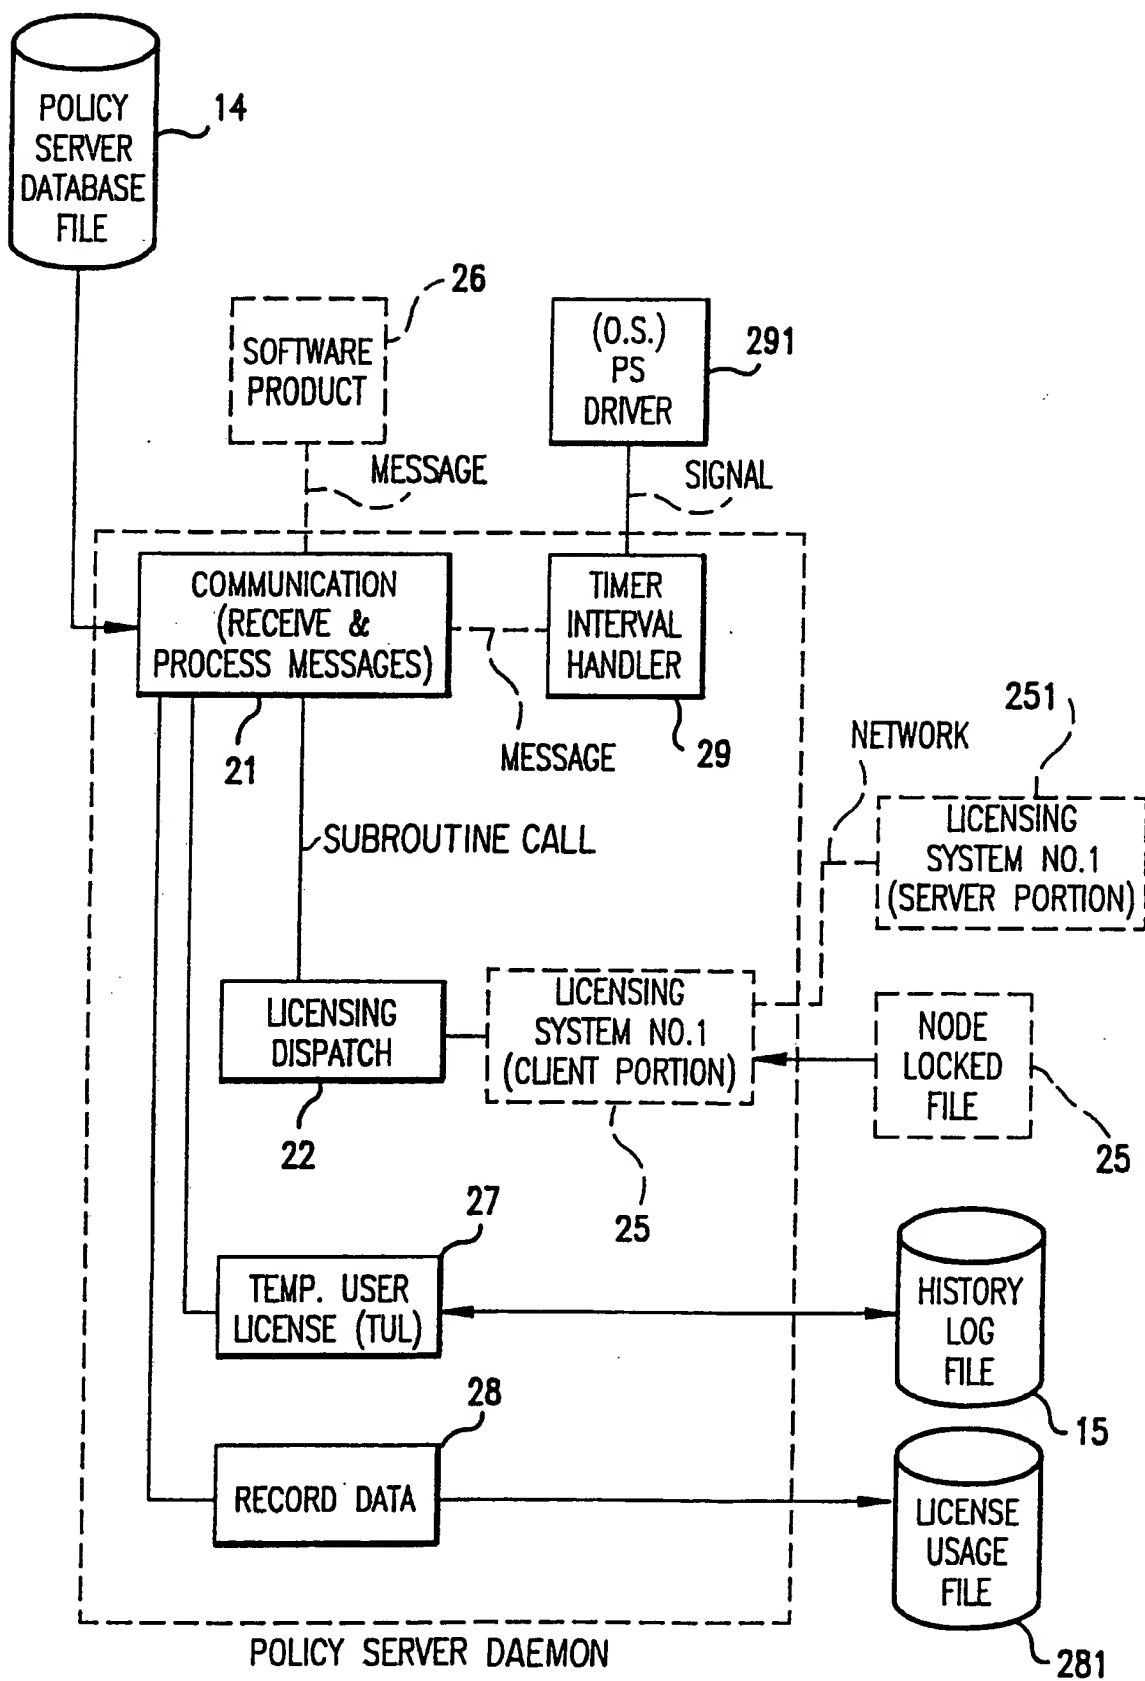 POLICY
SERVER
DATABASE
FILE
14
SOFTWARE
PRODUCT
26
(O.S.)
PS
DRIVER
291
MESSAGE
SIGNAL
COMMUNICATION
(RECEIVE &
PROCESS MESSAGES)
21
TIMER
INTERVAL
HANDLER
29
MESSAGE
NETWORK
251
LICENSING
SYSTEM NO.1
(SERVER PORTION)
SUBROUTINE CALL
LICENSING
DISPATCH
22
LICENSING
SYSTEM NO.1
(CLIENT PORTION)
25
NODE
LOCKED
FILE
25
27
TEMP. USER
LICENSE (TUL)
HISTORY
LOG
FILE
15
28
RECORD DATA
LICENSE
USAGE
FILE
281
POLICY SERVER DAEMON